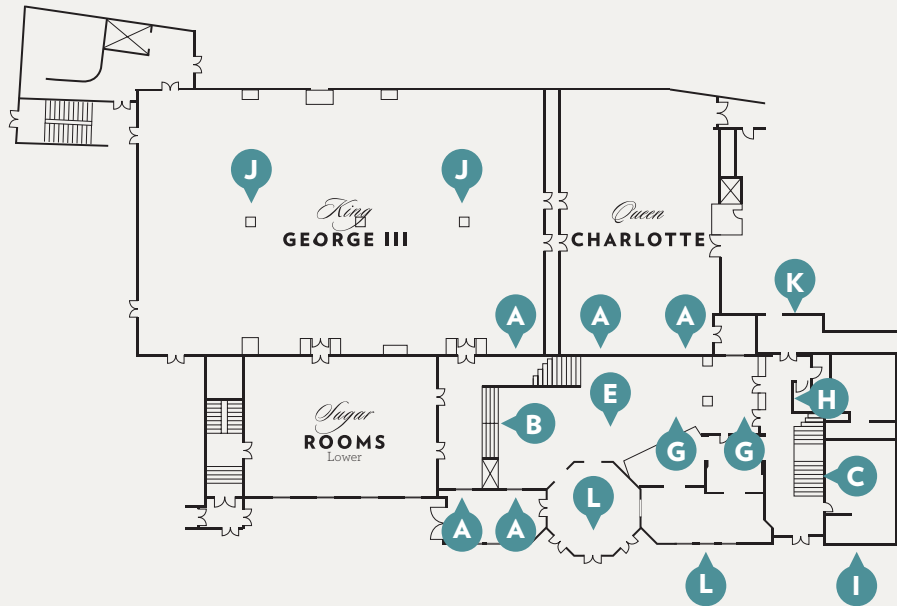 J
J
King
GEORGE III
Queen
CHARLOTTE
K
A
A
A
Sugar
ROOMS
Lower
B
E
H
G
G
C
L
A
A
L
I